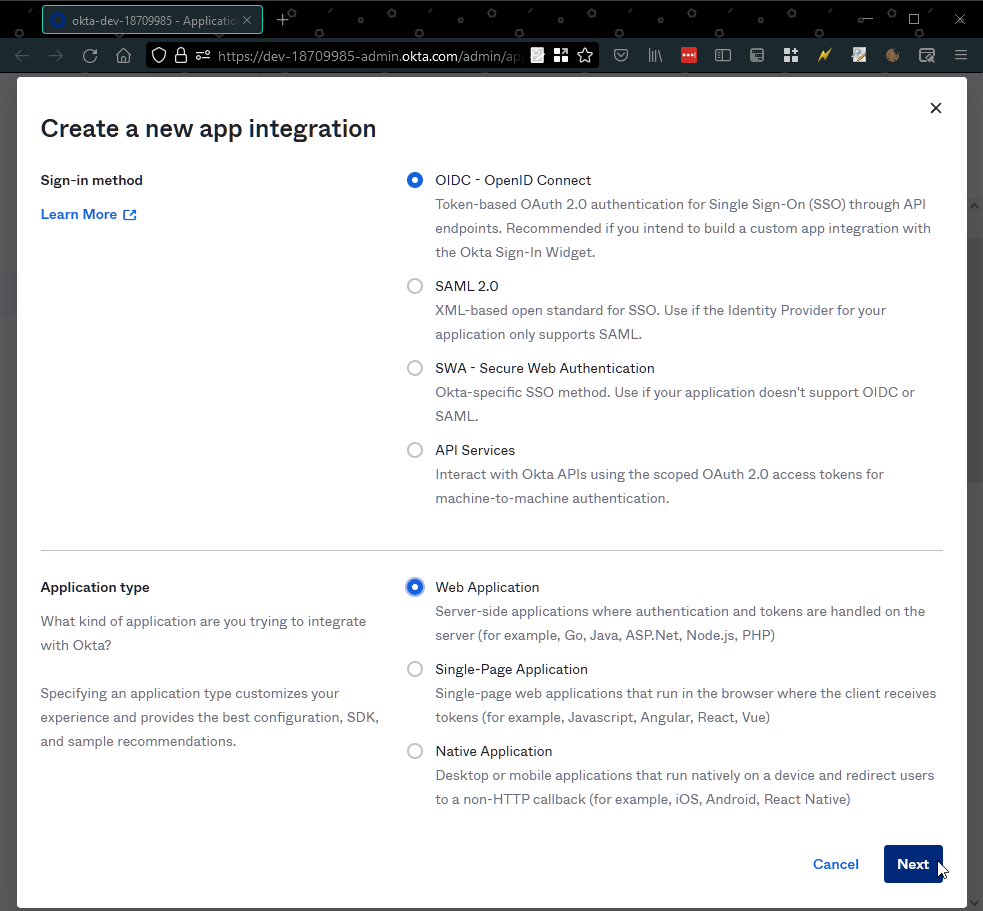 okta-dev-18709985 - Application
https://dev-18709985-admin.okta.com/admin/app
Create a new app integration
Sign-in method
Learn More
OIDC - OpenID Connect
Token-based OAuth 2.0 authentication for Single Sign-On (SSO) through API
endpoints. Recommended if you intend to build a custom app integration with
the Okta Sign-In Widget.
SAML 2.0
XML-based open standard for SSO. Use if the Identity Provider for your
application only supports SAML.
SWA - Secure Web Authentication
Okta-specific SSO method. Use if your application doesn't support OIDC or
SAML.
API Services
Interact with Okta APIs using the scoped OAuth 2.0 access tokens for
machine-to-machine authentication.
Application type
What kind of application are you trying to integrate
with Okta?
Specifying an application type customizes your
experience and provides the best configuration, SDK,
and sample recommendations.
Web Application
Server-side applications where authentication and tokens are handled on the
server (for example, Go, Java, ASP.Net, Node.js, PHP)
Single-Page Application
Single-page web applications that run in the browser where the client receives
tokens (for example, Javascript, Angular, React, Vue)
Native Application
Desktop or mobile applications that run natively on a device and redirect users
to a non-HTTP callback (for example, iOS, Android, React Native)
Cancel
Next